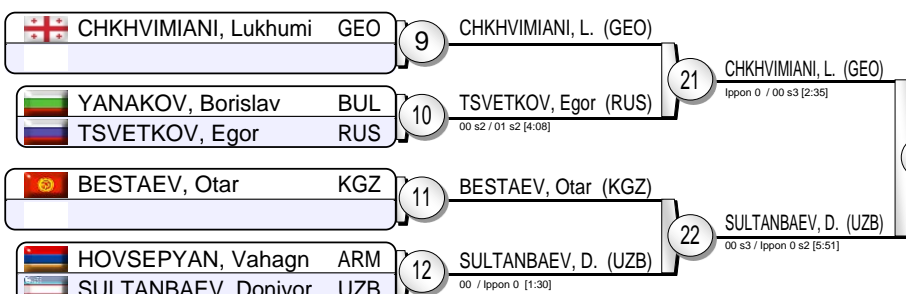 CHKHVIMIANI, Lukhumi GEO
9
CHKHVIMIANI, L. (GEO)
YANAKOV, Borislav BUL
TSVETKOV, Egor RUS
10
TSVETKOV, Egor (RUS)
00 s2 / 01 s2 [4:08]
21
CHKHVIMIANI, L. (GEO)
Ippon 0 / 00 s3 [2:35]
BESTAEV, Otar KGZ
11
BESTAEV, Otar (KGZ)
HOVSEPYAN, Vahagn ARM
SULTANBAEV, Doniyor UZB
12
SULTANBAEV, D. (UZB)
00 / Ippon 0 [1:30]
22
SULTANBAEV, D. (UZB)
00 s3 / Ippon 0 s2 [5:51]